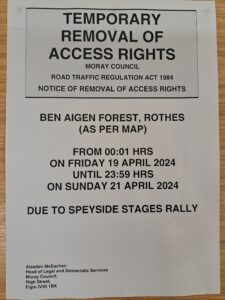 TEMPORARY
REMOVAL OF
ACCESS RIGHTS
MORAY COUNCIL
ROAD TRAFFIC REGULATION ACT 1984
NOTICE OF REMOVAL OF ACCESS RIGHTS
BEN AIGEN FOREST, ROTHES
(AS PER MAP)
FROM 00:01 HRS
ON FRIDAY 19 APRIL 2024
UNTIL 23:59 HRS
ON SUNDAY 21 APRIL 2024
DUE TO SPEYSIDE STAGES RALLY
Alasdair McEachan,
Head of Legal and Democratic Services
Moray Council,
High Street,
Elgin IV30 1BX